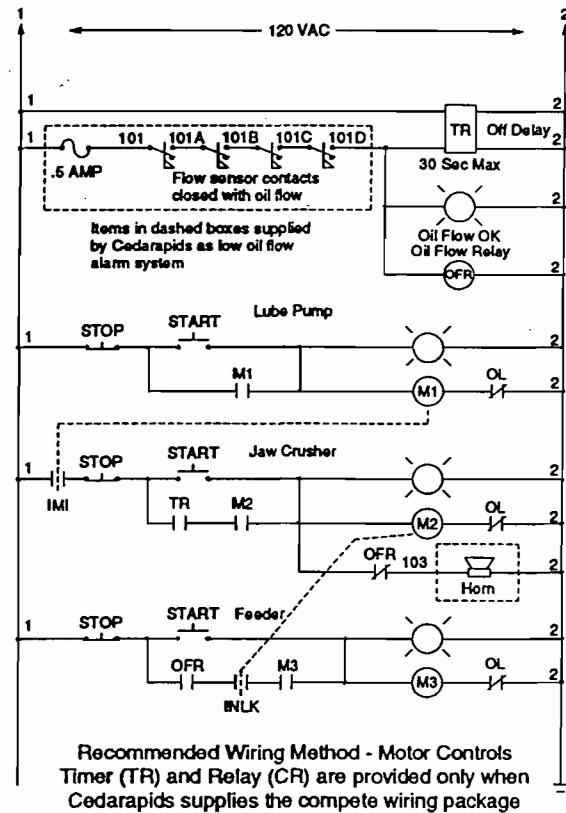 1 120 VAC 2
1 2
TR Off Delay
1 101 101A 101B 101C 101D 2
.5 AMP
30 Sec Max
Flow sensor contacts
closed with oil flow
2
Items in dashed boxes supplied
by Cedarapids as low oil flow
alarm system
Oil Flow OK
Oil Flow Relay
OFR 2
Lube Pump
1 STOP START 2
M1 M1 OL 2
Jaw Crusher
1 STOP START 2
IMI
TR M2 M2 OL 2
OFR 103 2
Horn
Feeder
1 STOP START 2
OFR M3 M3 OL 2
INLK
Recommended Wiring Method - Motor Controls
Timer (TR) and Relay (CR) are provided only when
Cedarapids supplies the compete wiring package